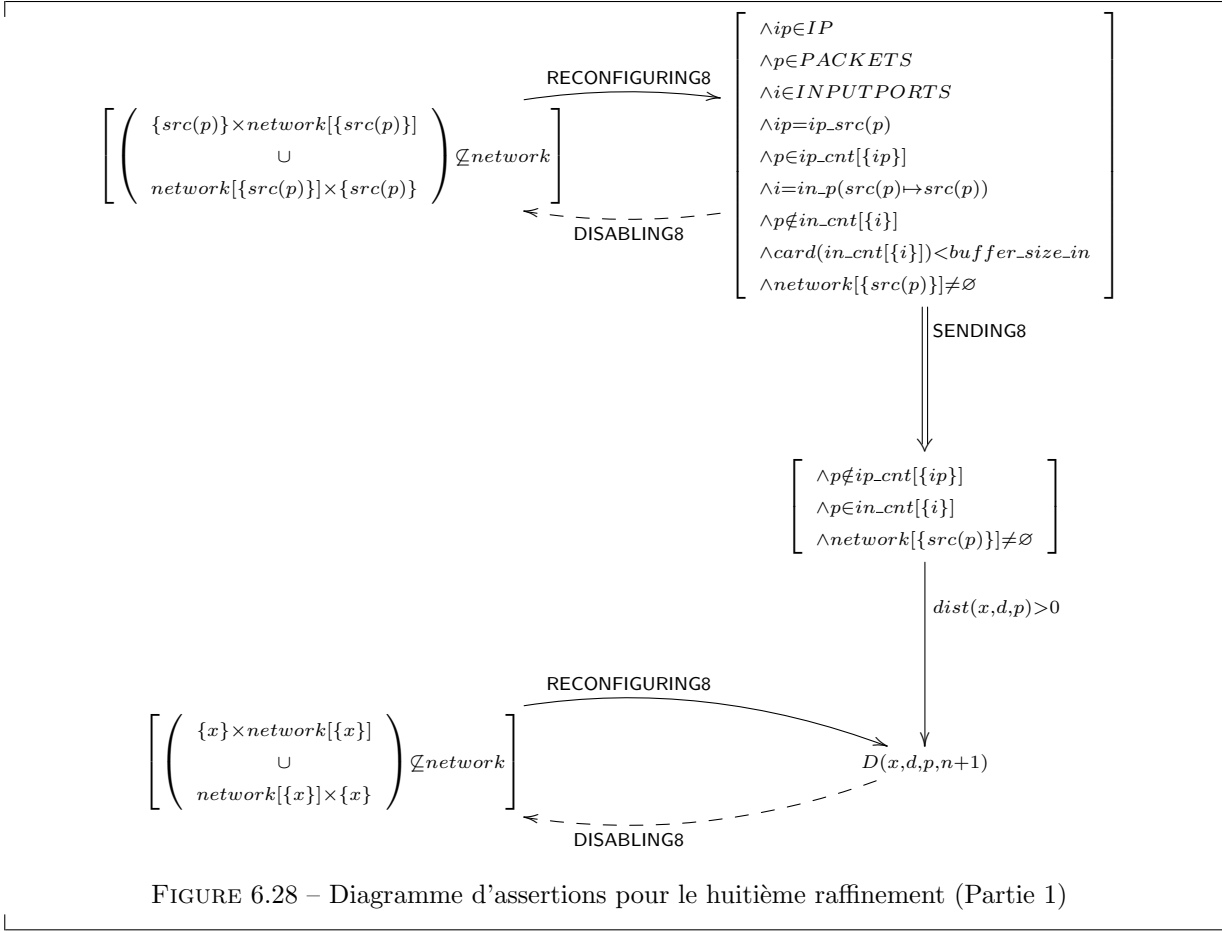 ∧ip∈IP
∧p∈PACKETS
∧i∈INPUTPORTS
∧ip=ip_src(p)
∧p∈ip_cnt[{ip}]
∧i=in_p(src(p)↦src(p))
∧p∉in_cnt[{i}]
∧card(in_cnt[{i}])<buffer_size_in
∧network[{src(p)}]≠∅
RECONFIGURING8
{src(p)}×network[{src(p)}]
∪
network[{src(p)}]×{src(p)}
⊈network
DISABLING8
SENDING8
∧p∉ip_cnt[{ip}]
∧p∈in_cnt[{i}]
∧network[{src(p)}]≠∅
dist(x,d,p)>0
RECONFIGURING8
{x}×network[{x}]
∪
network[{x}]×{x}
⊈network
D(x,d,p,n+1)
DISABLING8
FIGURE 6.28 – Diagramme d'assertions pour le huitième raffinement (Partie 1)